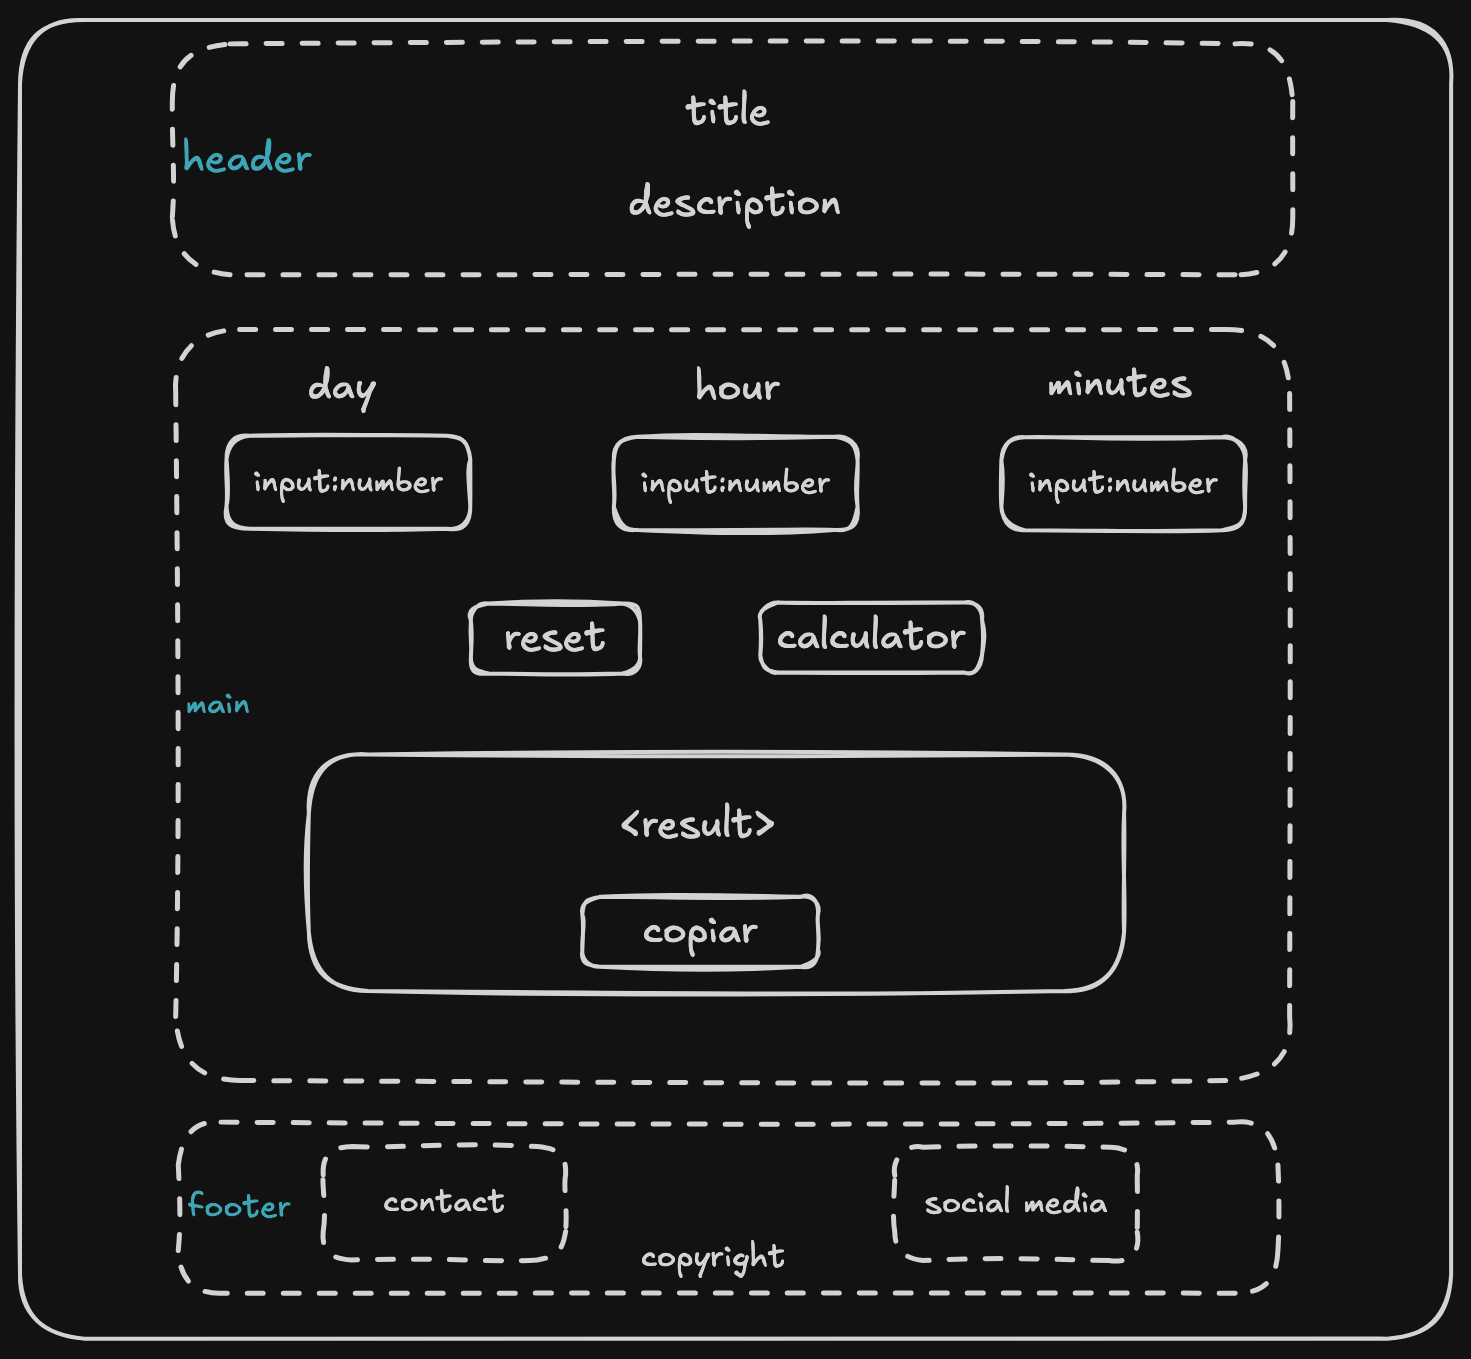 title
header
description
day
hour
minutes
input:number
input:number
input:number
reset
calculator
main
<result>
copiar
footer
contact
social media
copyright